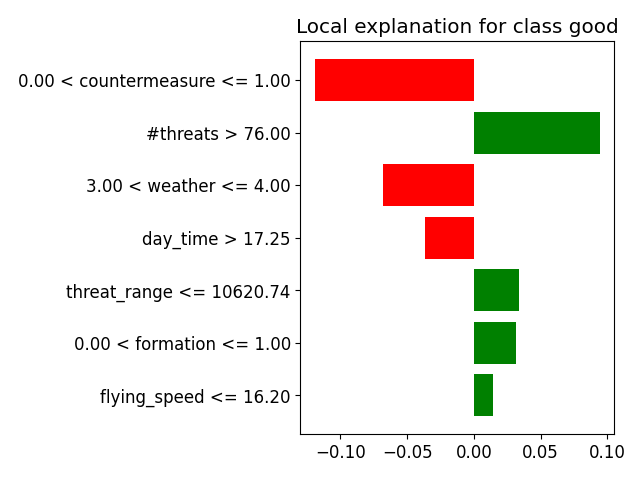 Local explanation for class good
0.00 < countermeasure <= 1.00
#threats > 76.00
3.00 < weather <= 4.00
day_time > 17.25
threat_range <= 10620.74
0.00 < formation <= 1.00
flying_speed <= 16.20
−0.10 −0.05 0.00 0.05 0.10